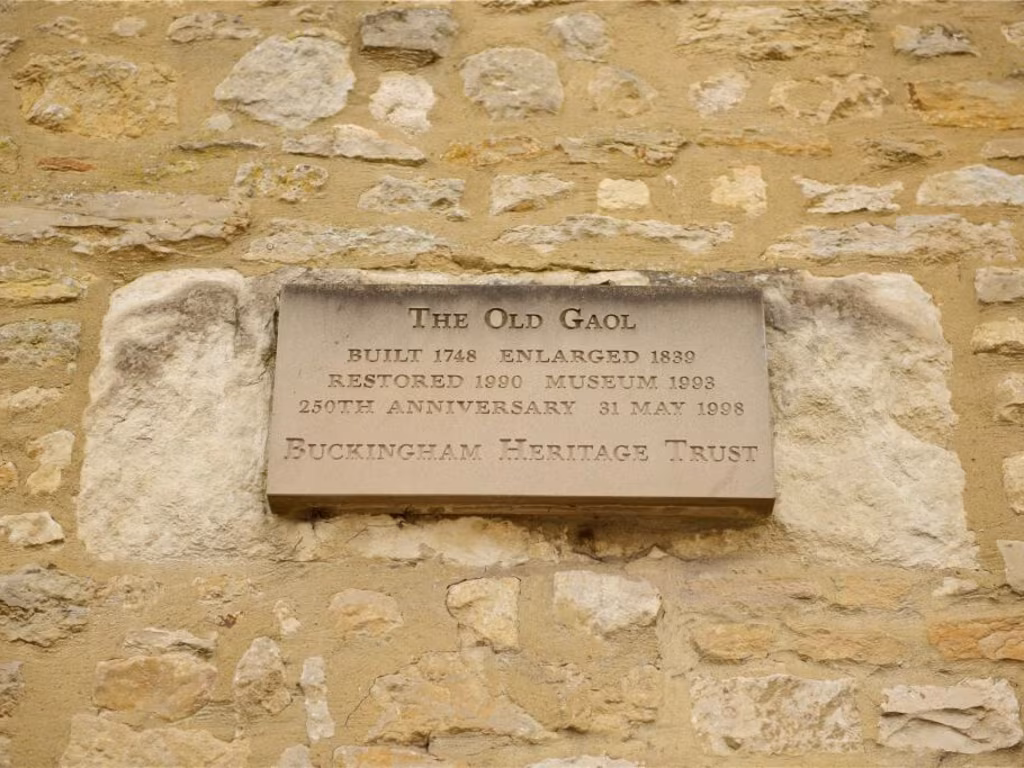 The Old Gaol
BUILT 1748 ENLARGED 1839
RESTORED 1990 MUSEUM 1993
250TH ANNIVERSARY 31 MAY 1998
Buckingham Heritage Trust